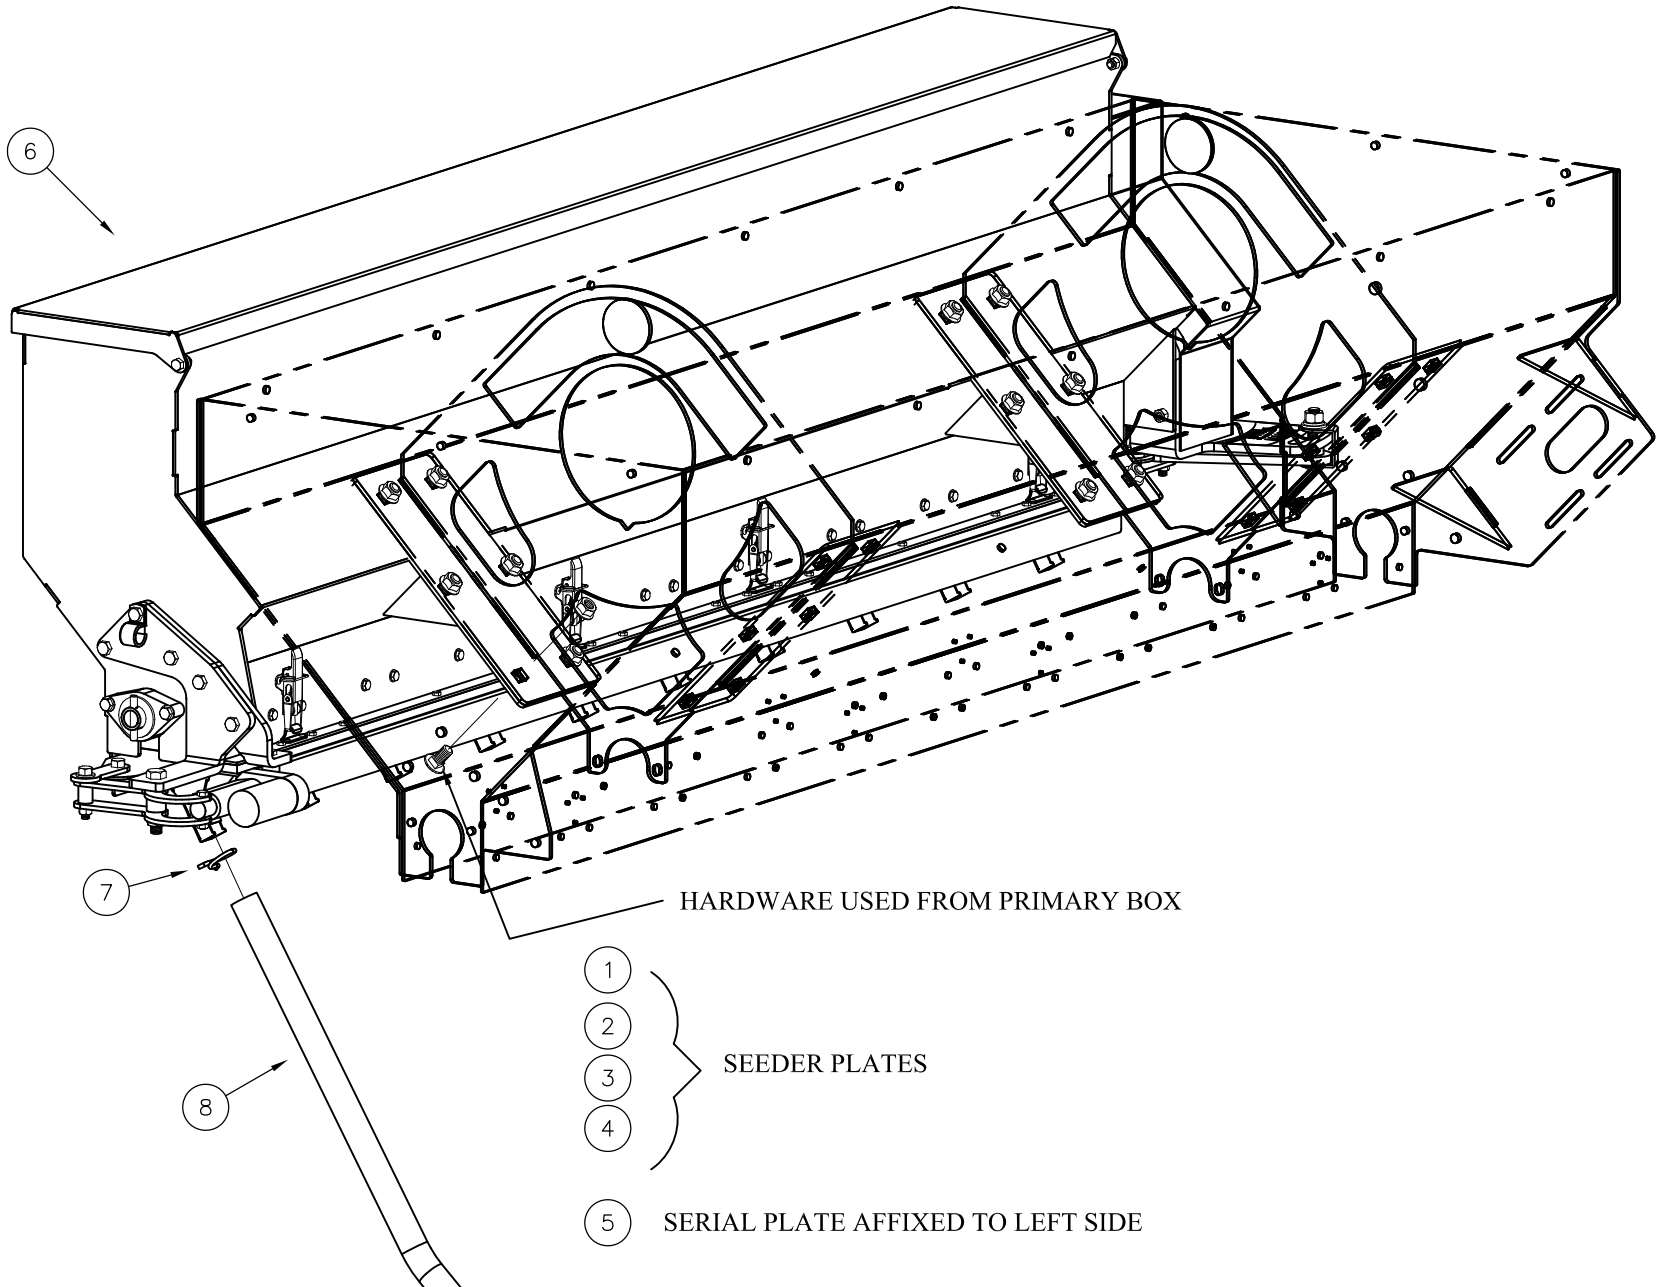 6
7
HARDWARE USED FROM PRIMARY BOX
1
2
SEEDER PLATES
3
8
4
5 SERIAL PLATE AFFIXED TO LEFT SIDE